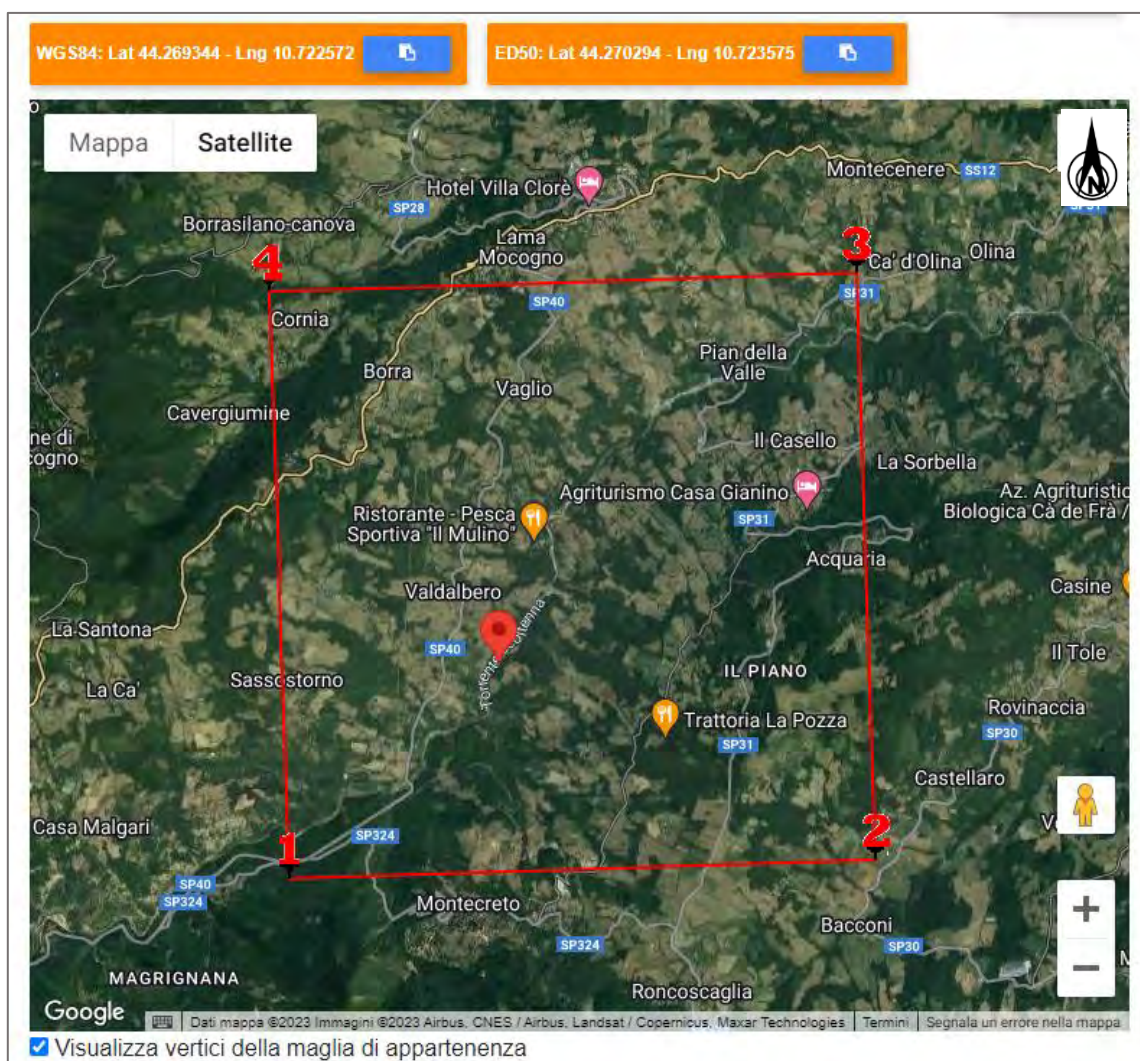 WGS84: Lat 44.269344 - Lng 10.722572
ED50: Lat 44.270294 - Lng 10.723575
Mappa
Satellite
N
Montecenere
SS12
Hotel Villa Clorè
SP28
SP31
Borrasilano-canova
Lama
Mocogno
3
Olina
Ca' d'Olina
4
SP40
SP31
Cornia
Pian della
Valle
Borra
Vaglio
Cavergiumine
ne di
cogno
Il Casello
La Sorbella
Agriturismo Casa Gianino
Az. Agrituristic
Biologica Cà de Frà /
Ristorante - Pesca
Sportiva "Il Mulino"
SP31
Acquaria
Valdalbero
Casine
La Santona
SP40
Torrente
Il Tole
IL PIANO
Sassostorno
La Ca'
Rovinaccia
Trattoria La Pozza
SP30
SP31
Castellaro
Casa Malgari
SP324
2
1
SP40
SP324
Montecreto
Bacconi
SP324
SP30
MAGRIGNANA
Roncoscaglia
Google
Dati mappa ©2023 Immagini ©2023 Airbus, CNES / Airbus, Landsat / Copernicus, Maxar Technologies
Termini
Segnala un errore nella mappa
Visualizza vertici della maglia di appartenenza